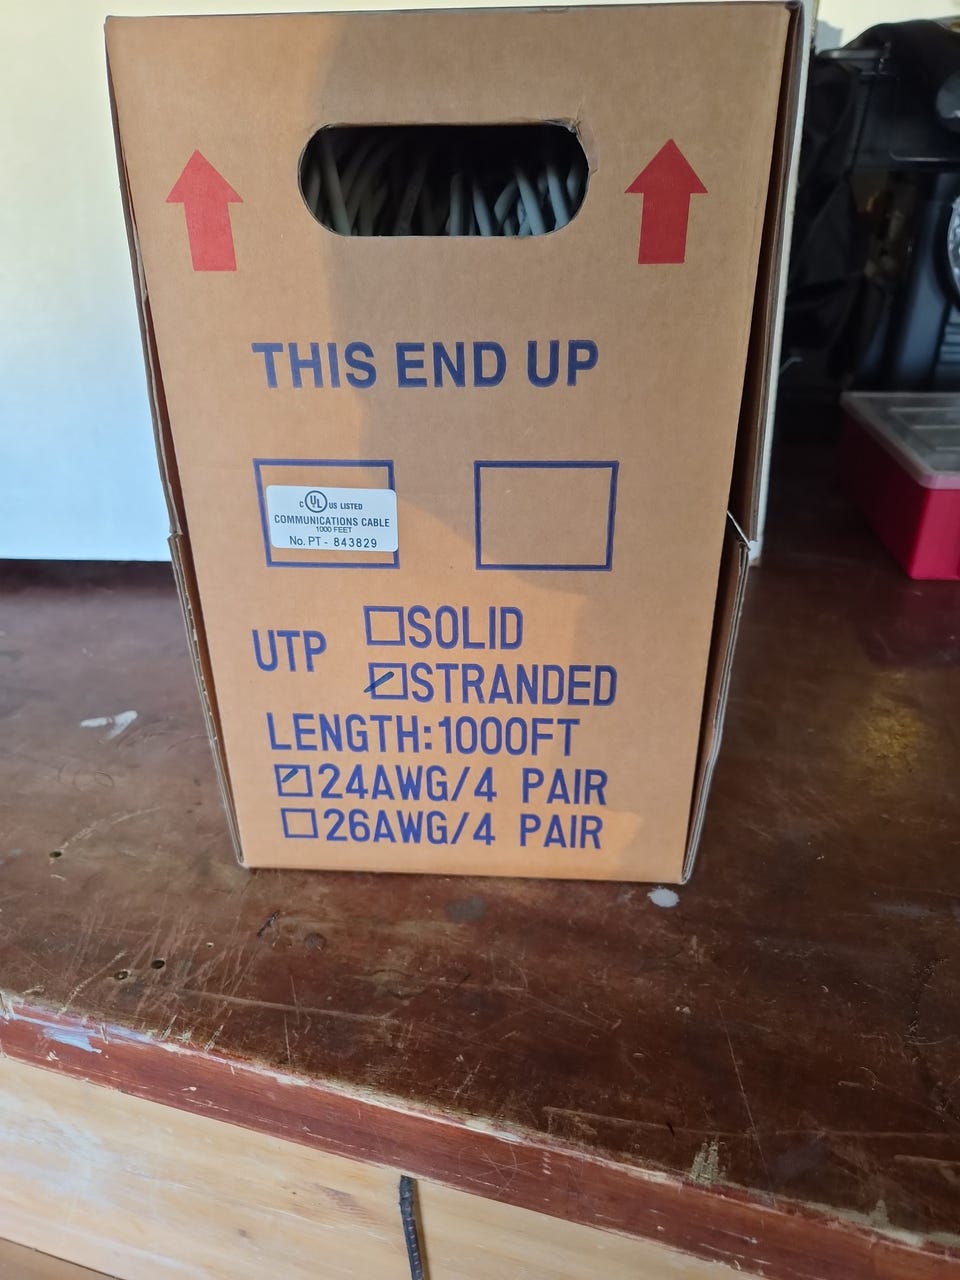 THIS END UP
C UL US LISTED
COMMUNICATIONS CABLE
1000 FEET
No. PT - 843829
UTP
SOLID
STRANDED
LENGTH:1000FT
24AWG/4 PAIR
26AWG/4 PAIR